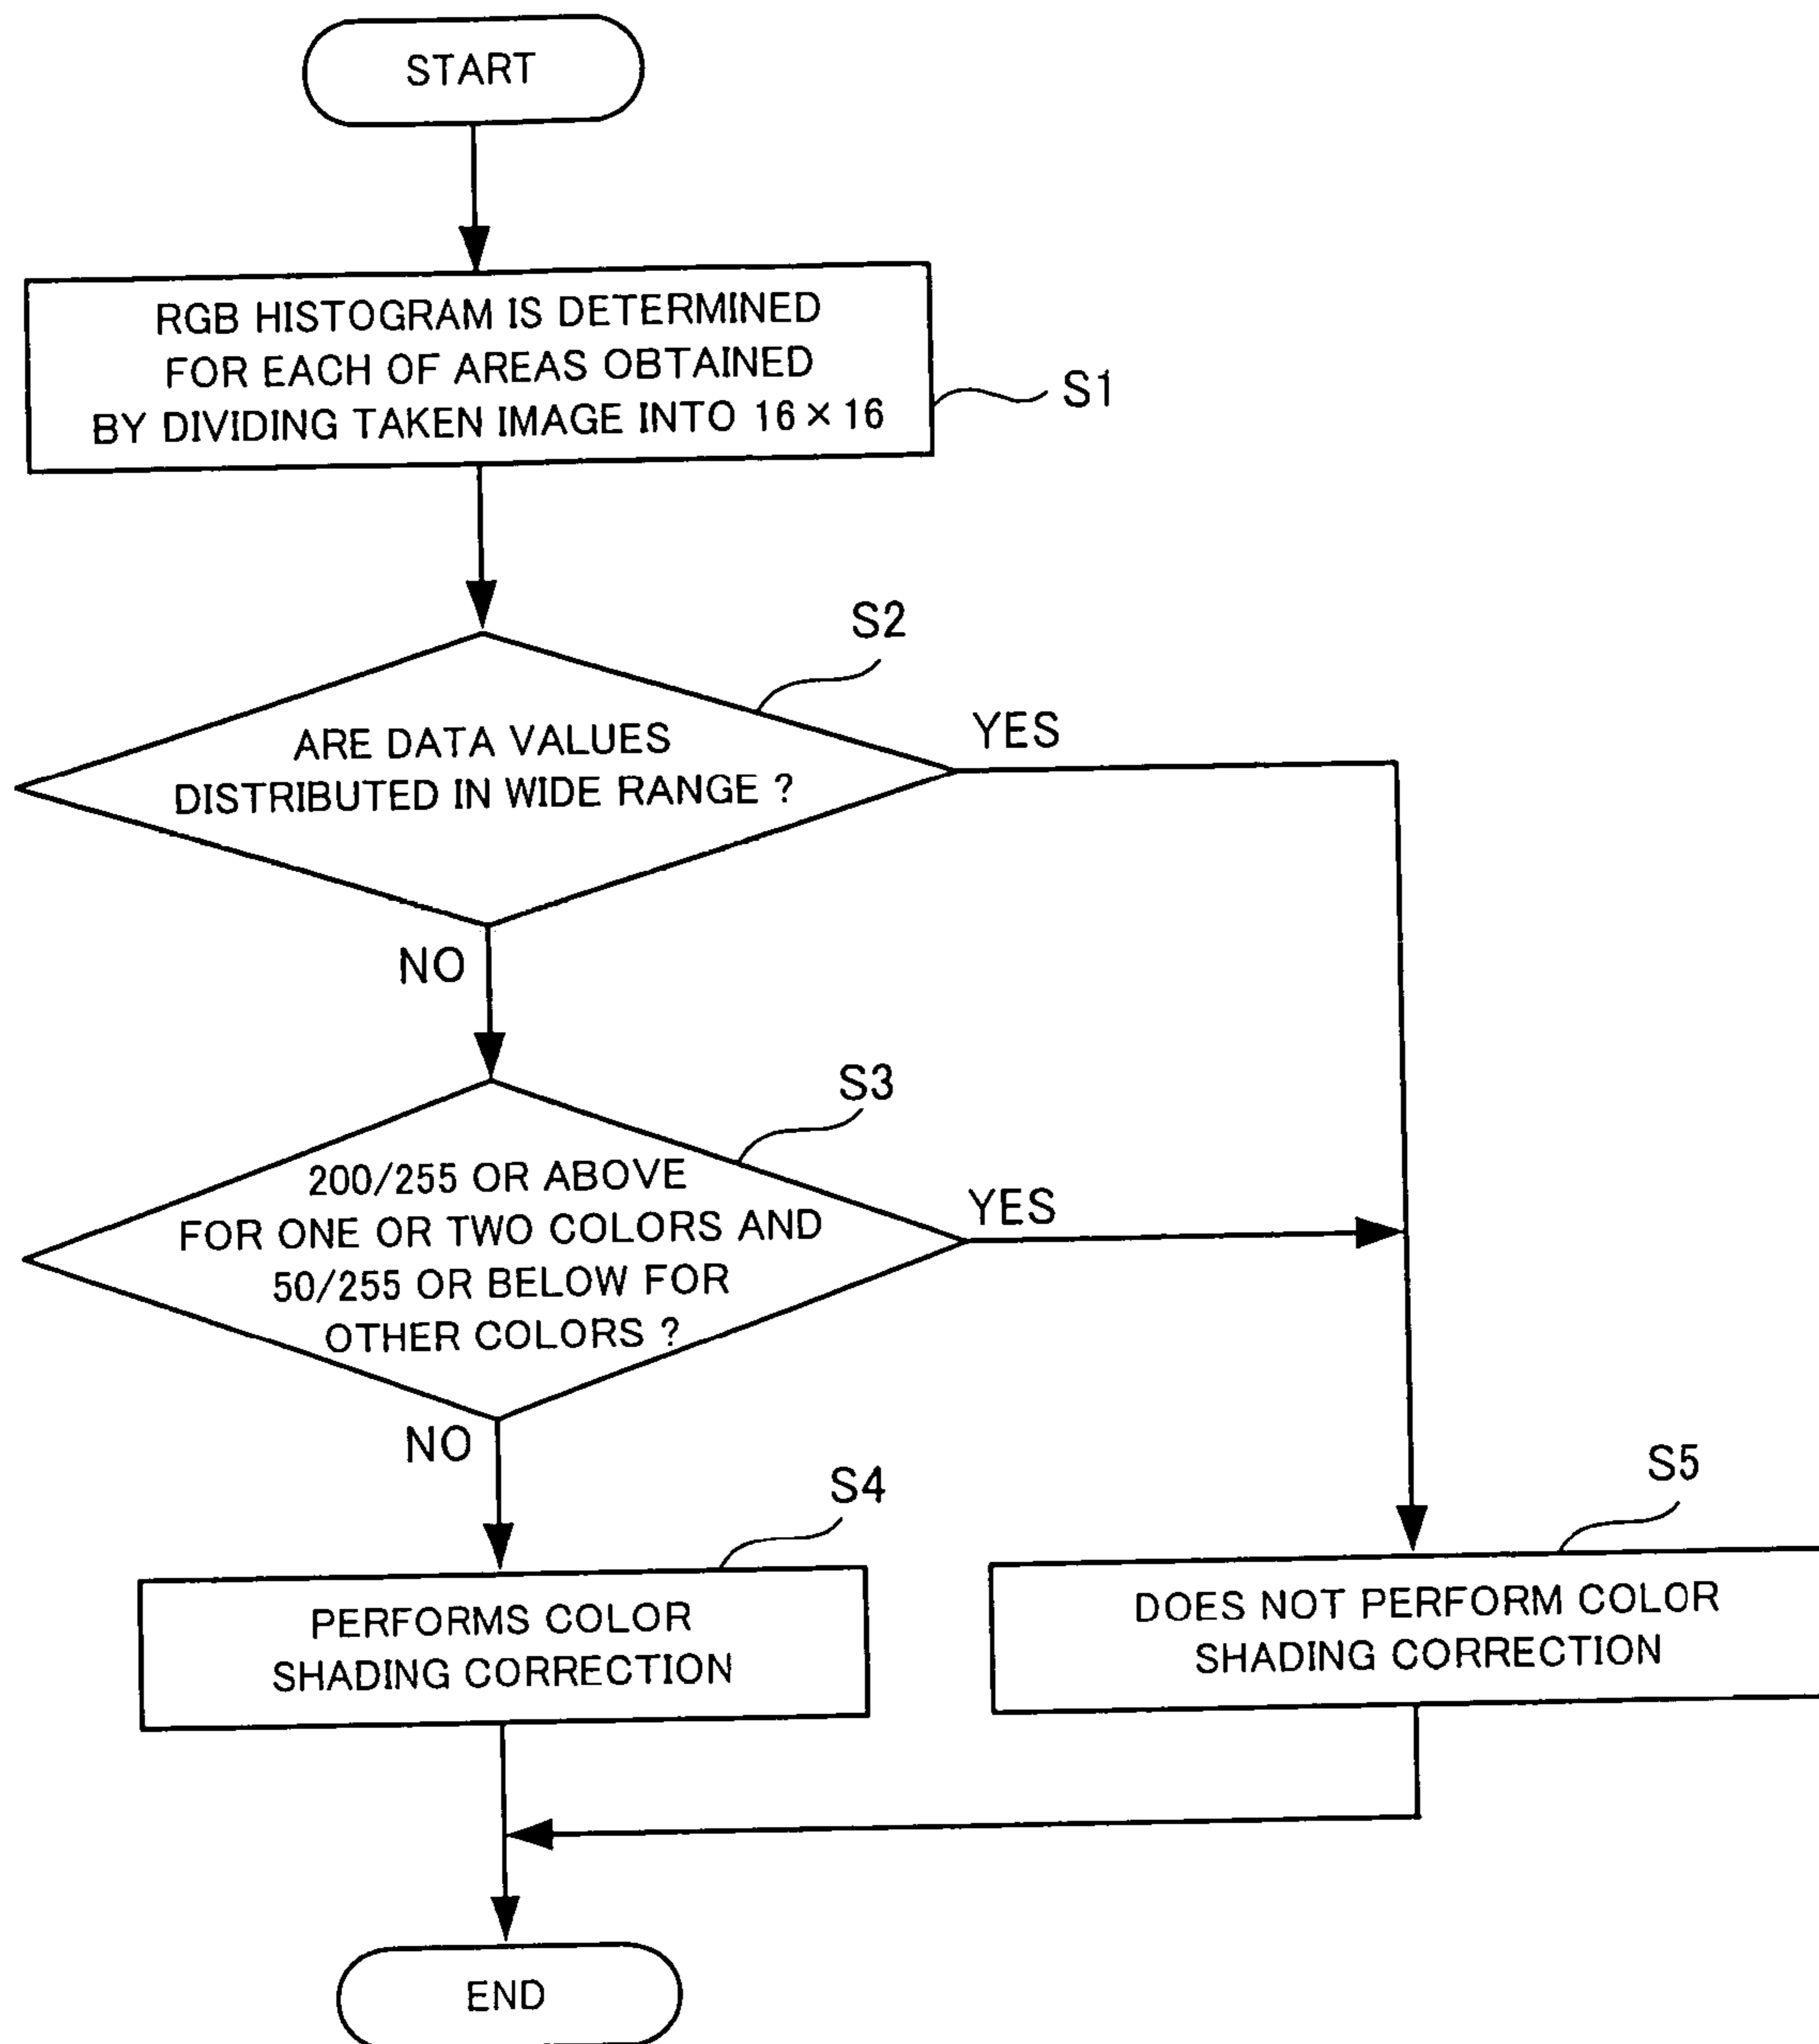 START
RGB HISTOGRAM IS DETERMINED
FOR EACH OF AREAS OBTAINED
BY DIVIDING TAKEN IMAGE INTO 16 × 16
S1
S2
ARE DATA VALUES
DISTRIBUTED IN WIDE RANGE ?
YES
NO
S3
200/255 OR ABOVE
FOR ONE OR TWO COLORS AND
50/255 OR BELOW FOR
OTHER COLORS ?
YES
NO
S4
PERFORMS COLOR
SHADING CORRECTION
S5
DOES NOT PERFORM COLOR
SHADING CORRECTION
END